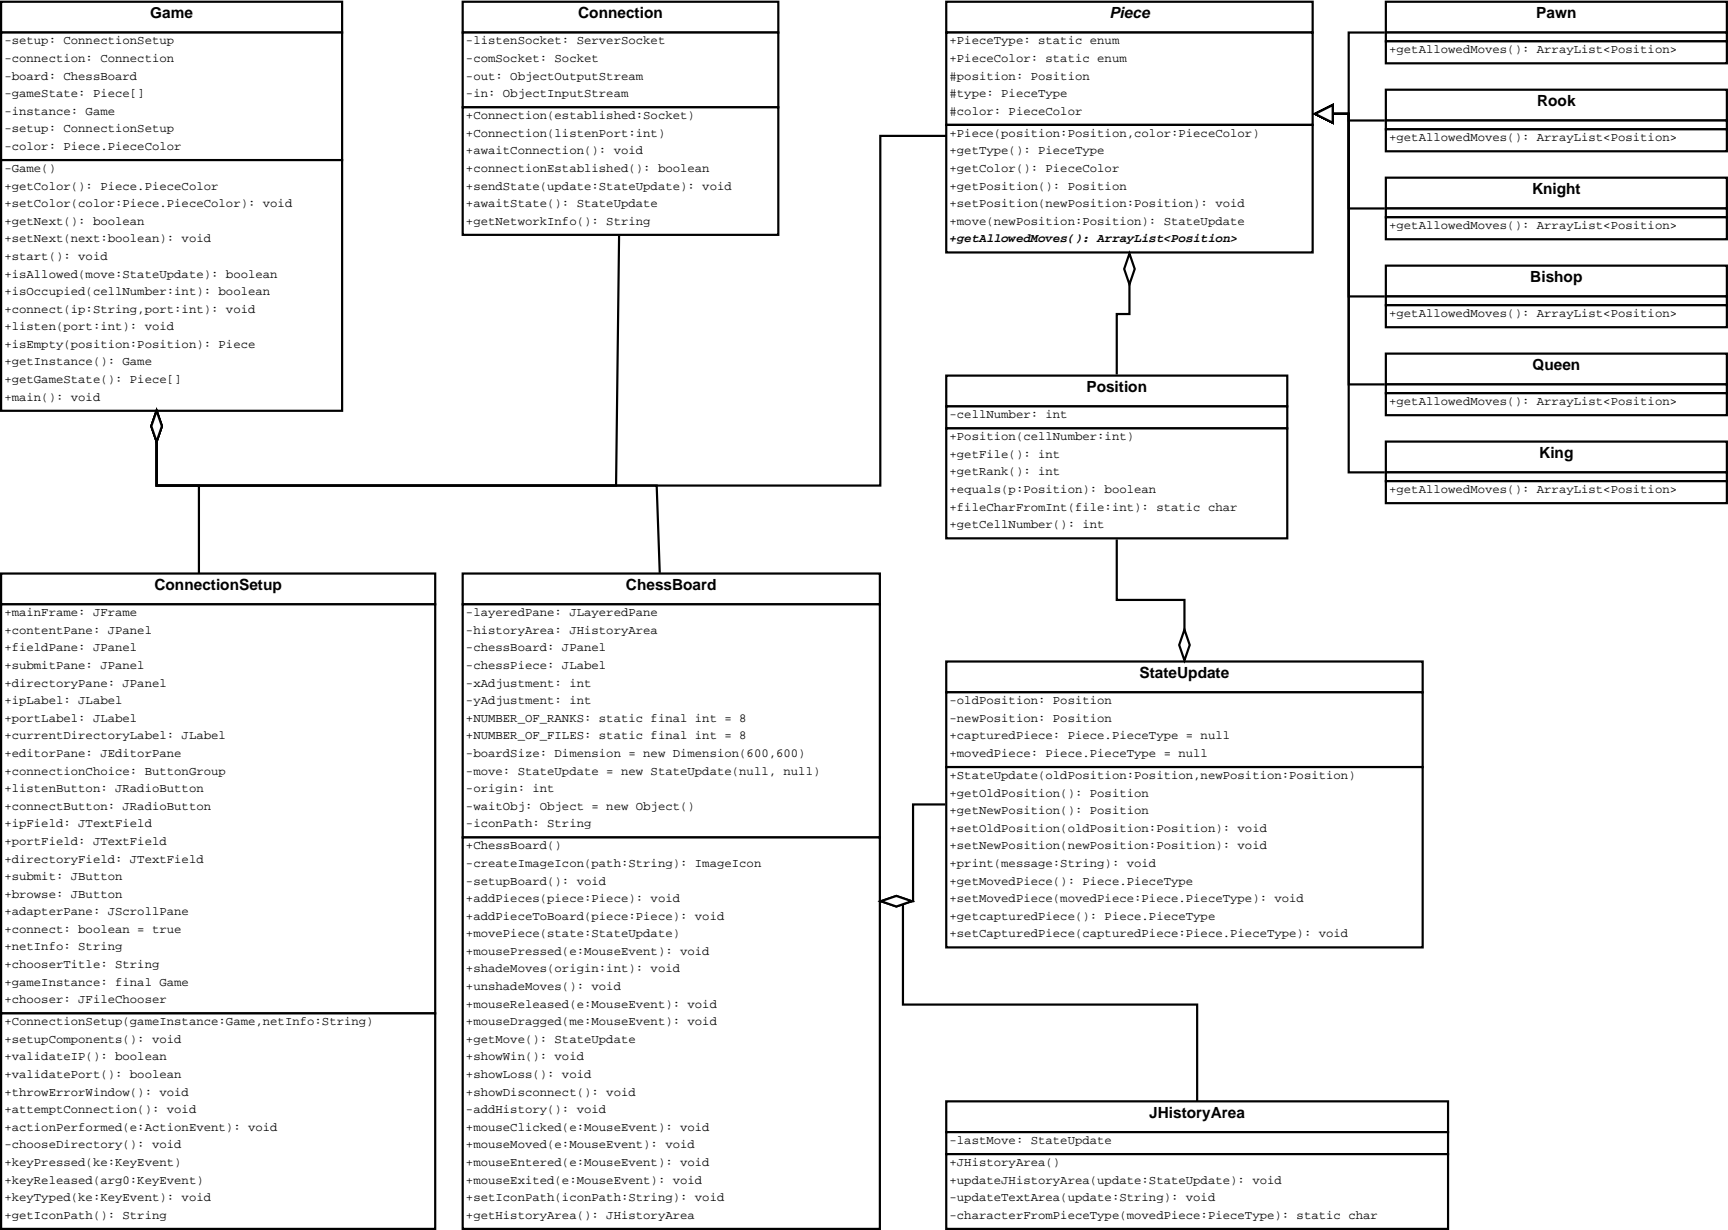 Game
-setup: ConnectionSetup
-connection: Connection
-board: ChessBoard
-gameState: Piece[]
-instance: Game
-setup: ConnectionSetup
-color: Piece.PieceColor
-Game()
+getColor(): Piece.PieceColor
+setColor(color:Piece.PieceColor): void
+getNext(): boolean
+setNext(next:boolean): void
+start(): void
+isAllowed(move:StateUpdate): boolean
+isOccupied(cellNumber:int): boolean
+connect(ip:String,port:int): void
+listen(port:int): void
+isEmpty(position:Position): Piece
+getInstance(): Game
+getGameState(): Piece[]
+main(): void
Connection
-listenSocket: ServerSocket
-comSocket: Socket
-out: ObjectOutputStream
-in: ObjectInputStream
+Connection(established:Socket)
+Connection(listenPort:int)
+awaitConnection(): void
+connectionEstablished(): boolean
+sendState(update:StateUpdate): void
+awaitState(): StateUpdate
+getNetworkInfo(): String
Piece
+PieceType: static enum
+PieceColor: static enum
#position: Position
#type: PieceType
#color: PieceColor
+Piece(position:Position,color:PieceColor)
+getType(): PieceType
+getColor(): PieceColor
+getPosition(): Position
+setPosition(newPosition:Position): void
+move(newPosition:Position): StateUpdate
+getAllowedMoves(): ArrayList<Position>
Pawn
+getAllowedMoves(): ArrayList<Position>
Rook
+getAllowedMoves(): ArrayList<Position>
Knight
+getAllowedMoves(): ArrayList<Position>
Bishop
+getAllowedMoves(): ArrayList<Position>
Queen
+getAllowedMoves(): ArrayList<Position>
King
+getAllowedMoves(): ArrayList<Position>
Position
-cellNumber: int
+Position(cellNumber:int)
+getFile(): int
+getRank(): int
+equals(p:Position): boolean
+fileCharFromInt(file:int): static char
+getCellNumber(): int
ConnectionSetup
+mainFrame: JFrame
+contentPane: JPanel
+fieldPane: JPanel
+submitPane: JPanel
+directoryPane: JPanel
+ipLabel: JLabel
+portLabel: JLabel
+currentDirectoryLabel: JLabel
+editorPane: JEditorPane
+connectionChoice: ButtonGroup
+listenButton: JRadioButton
+connectButton: JRadioButton
+ipField: JTextField
+portField: JTextField
+directoryField: JTextField
+submit: JButton
+browse: JButton
+adapterPane: JScrollPane
+connect: boolean = true
+netInfo: String
+chooserTitle: String
+gameInstance: final Game
+chooser: JFileChooser
+ConnectionSetup(gameInstance:Game,netInfo:String)
+setupComponents(): void
+validateIP(): boolean
+validatePort(): boolean
+throwErrorWindow(): void
+attemptConnection(): void
+actionPerformed(e:ActionEvent): void
-chooseDirectory(): void
+keyPressed(ke:KeyEvent)
+keyReleased(arg0:KeyEvent)
+keyTyped(ke:KeyEvent): void
+getIconPath(): String
ChessBoard
-layeredPane: JLayeredPane
-historyArea: JHistoryArea
-chessBoard: JPanel
-chessPiece: JLabel
-xAdjustment: int
-yAdjustment: int
+NUMBER_OF_RANKS: static final int = 8
+NUMBER_OF_FILES: static final int = 8
-boardSize: Dimension = new Dimension(600,600)
-move: StateUpdate = new StateUpdate(null, null)
-origin: int
-waitObj: Object = new Object()
-iconPath: String
+ChessBoard()
-createImageIcon(path:String): ImageIcon
-setupBoard(): void
+addPieces(piece:Piece): void
+addPieceToBoard(piece:Piece): void
+movePiece(state:StateUpdate)
+mousePressed(e:MouseEvent): void
+shadeMoves(origin:int): void
+unshadeMoves(): void
+mouseReleased(e:MouseEvent): void
+mouseDragged(me:MouseEvent): void
+getMove(): StateUpdate
+showWin(): void
+showLoss(): void
+showDisconnect(): void
-addHistory(): void
+mouseClicked(e:MouseEvent): void
+mouseMoved(e:MouseEvent): void
+mouseEntered(e:MouseEvent): void
+mouseExited(e:MouseEvent): void
+setIconPath(iconPath:String): void
+getHistoryArea(): JHistoryArea
StateUpdate
-oldPosition: Position
-newPosition: Position
+capturedPiece: Piece.PieceType = null
+movedPiece: Piece.PieceType = null
+StateUpdate(oldPosition:Position,newPosition:Position)
+getOldPosition(): Position
+getNewPosition(): Position
+setOldPosition(oldPosition:Position): void
+setNewPosition(newPosition:Position): void
+print(message:String): void
+getMovedPiece(): Piece.PieceType
+setMovedPiece(movedPiece:Piece.PieceType): void
+getcapturedPiece(): Piece.PieceType
+setCapturedPiece(capturedPiece:Piece.PieceType): void
JHistoryArea
-lastMove: StateUpdate
+JHistoryArea()
+updateJHistoryArea(update:StateUpdate): void
-updateTextArea(update:String): void
-characterFromPieceType(movedPiece:PieceType): static char